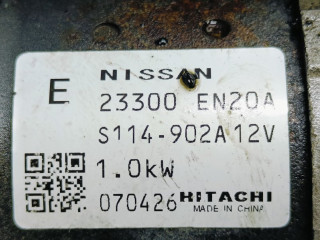 E NISSAN
23300 EN20A
S114-902A 12V
1.0kW
070426 HITACHI
MADE IN CHINA